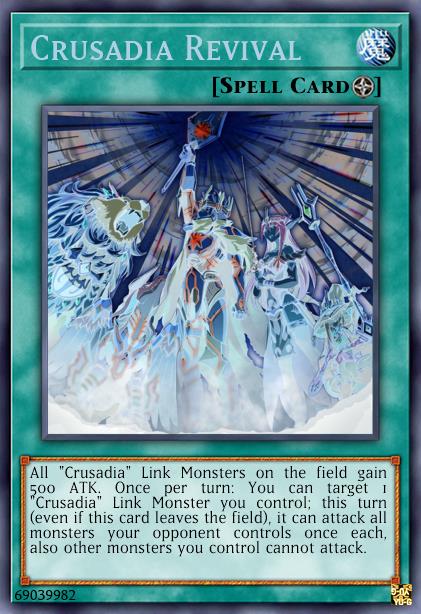 CRUSADIA REVIVAL
魔
[SPELL CARD]
All "Crusadia" Link Monsters on the field gain
500 ATK. Once per turn: You can target 1
"Crusadia" Link Monster you control; this turn
(even if this card leaves the field), it can attack all
monsters your opponent controls once each,
also other monsters you control cannot attack.
69039982